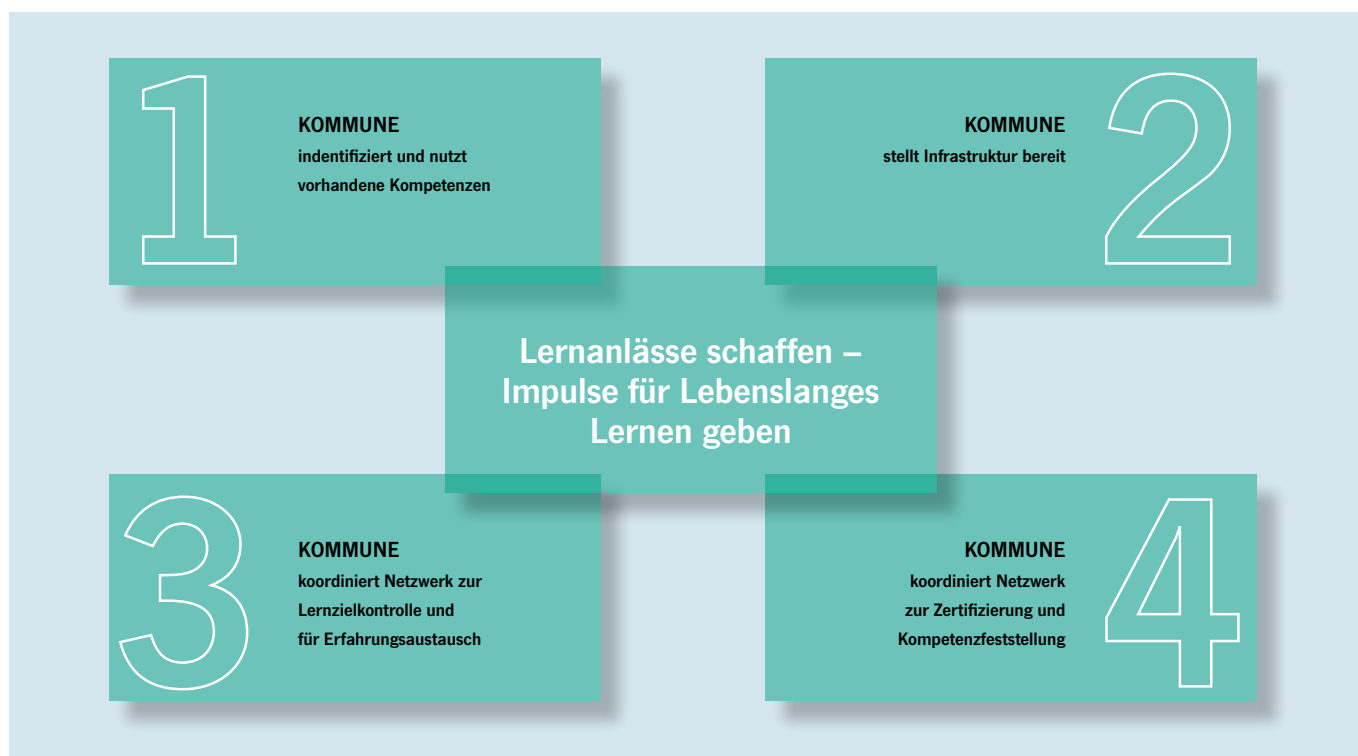 1
KOMMUNE
indentifiziert und nutzt
vorhandene Kompetenzen
2
KOMMUNE
stellt Infrastruktur bereit
Lernanlässe schaffen –
Impulse für Lebenslanges
Lernen geben
3
KOMMUNE
koordiniert Netzwerk zur
Lernzielkontrolle und
für Erfahrungsaustausch
4
KOMMUNE
koordiniert Netzwerk
zur Zertifizierung und
Kompetenzfeststellung